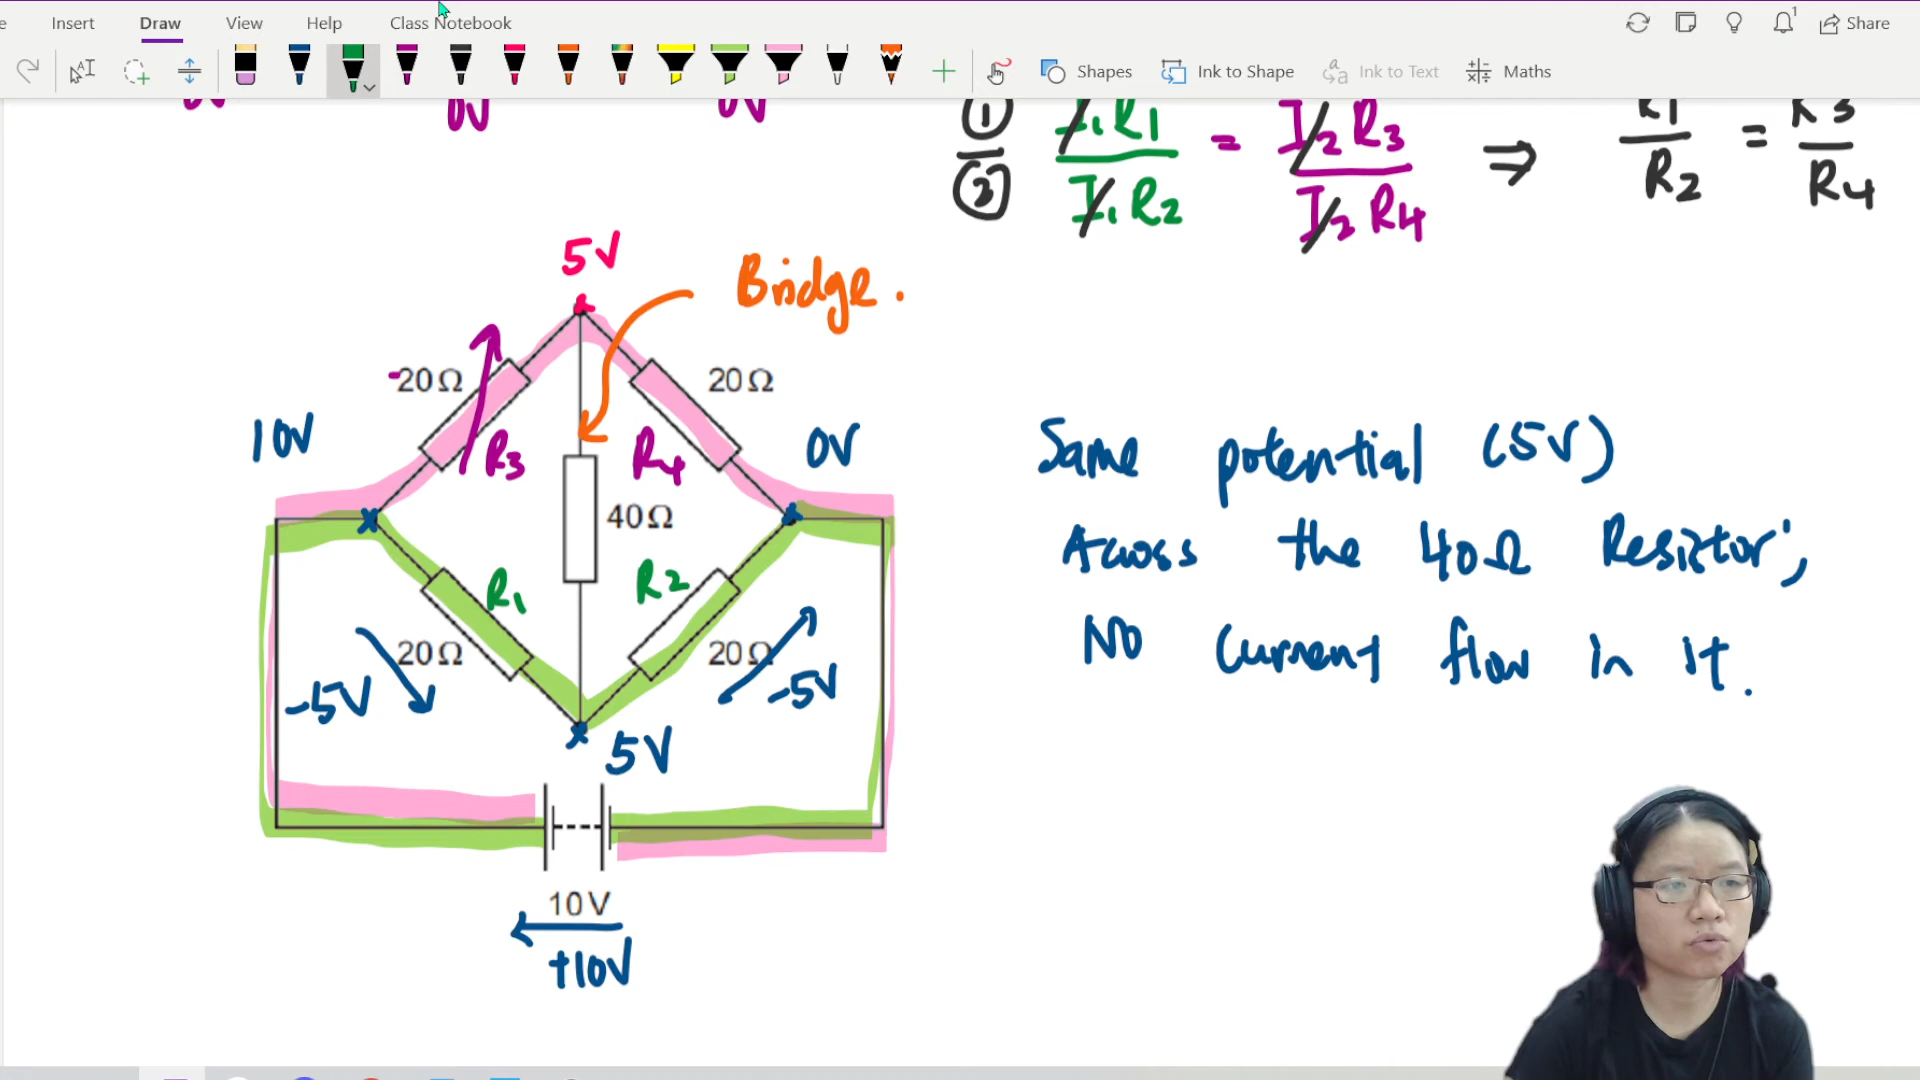 Insert Draw View Help Class Notebook 1 Share
Shapes Ink to Shape Ink to Text Maths
0V 0V 0V
① I₁R₁ = I₂R₃ ⇒ R₁ = R₃
② I₁R₂ I₂R₄ R₂ R₄
5V
Bridge.
-20Ω 20Ω
10V R₃ R₄ 0V
40Ω
R₁ R₂
20Ω 20Ω
-5V -5V
5V
10V
+10V
Same potential (5V)
Across the 40Ω Resistor;
No current flow in it.